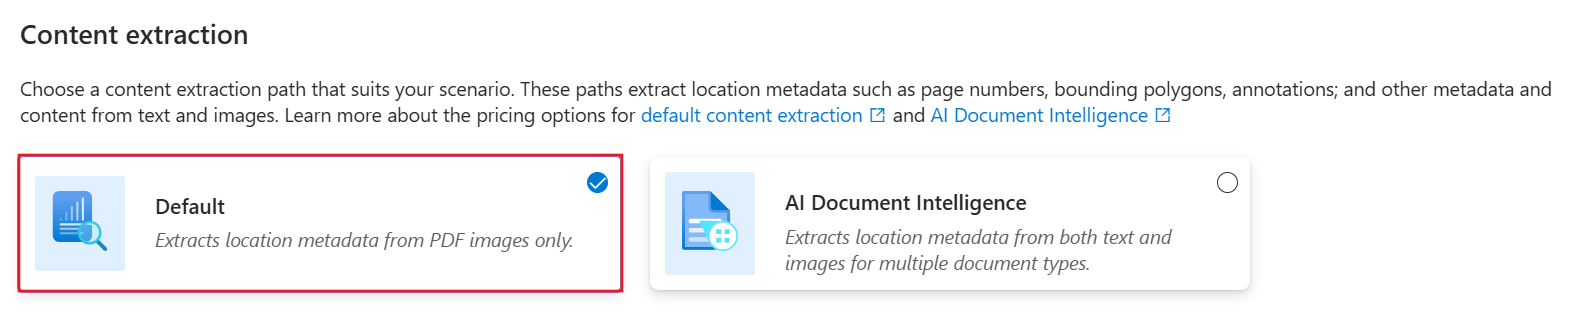 Content extraction
Choose a content extraction path that suits your scenario. These paths extract location metadata such as page numbers, bounding polygons, annotations; and other metadata and
content from text and images. Learn more about the pricing options for default content extraction and AI Document Intelligence
Default
Extracts location metadata from PDF images only.
AI Document Intelligence
Extracts location metadata from both text and
images for multiple document types.